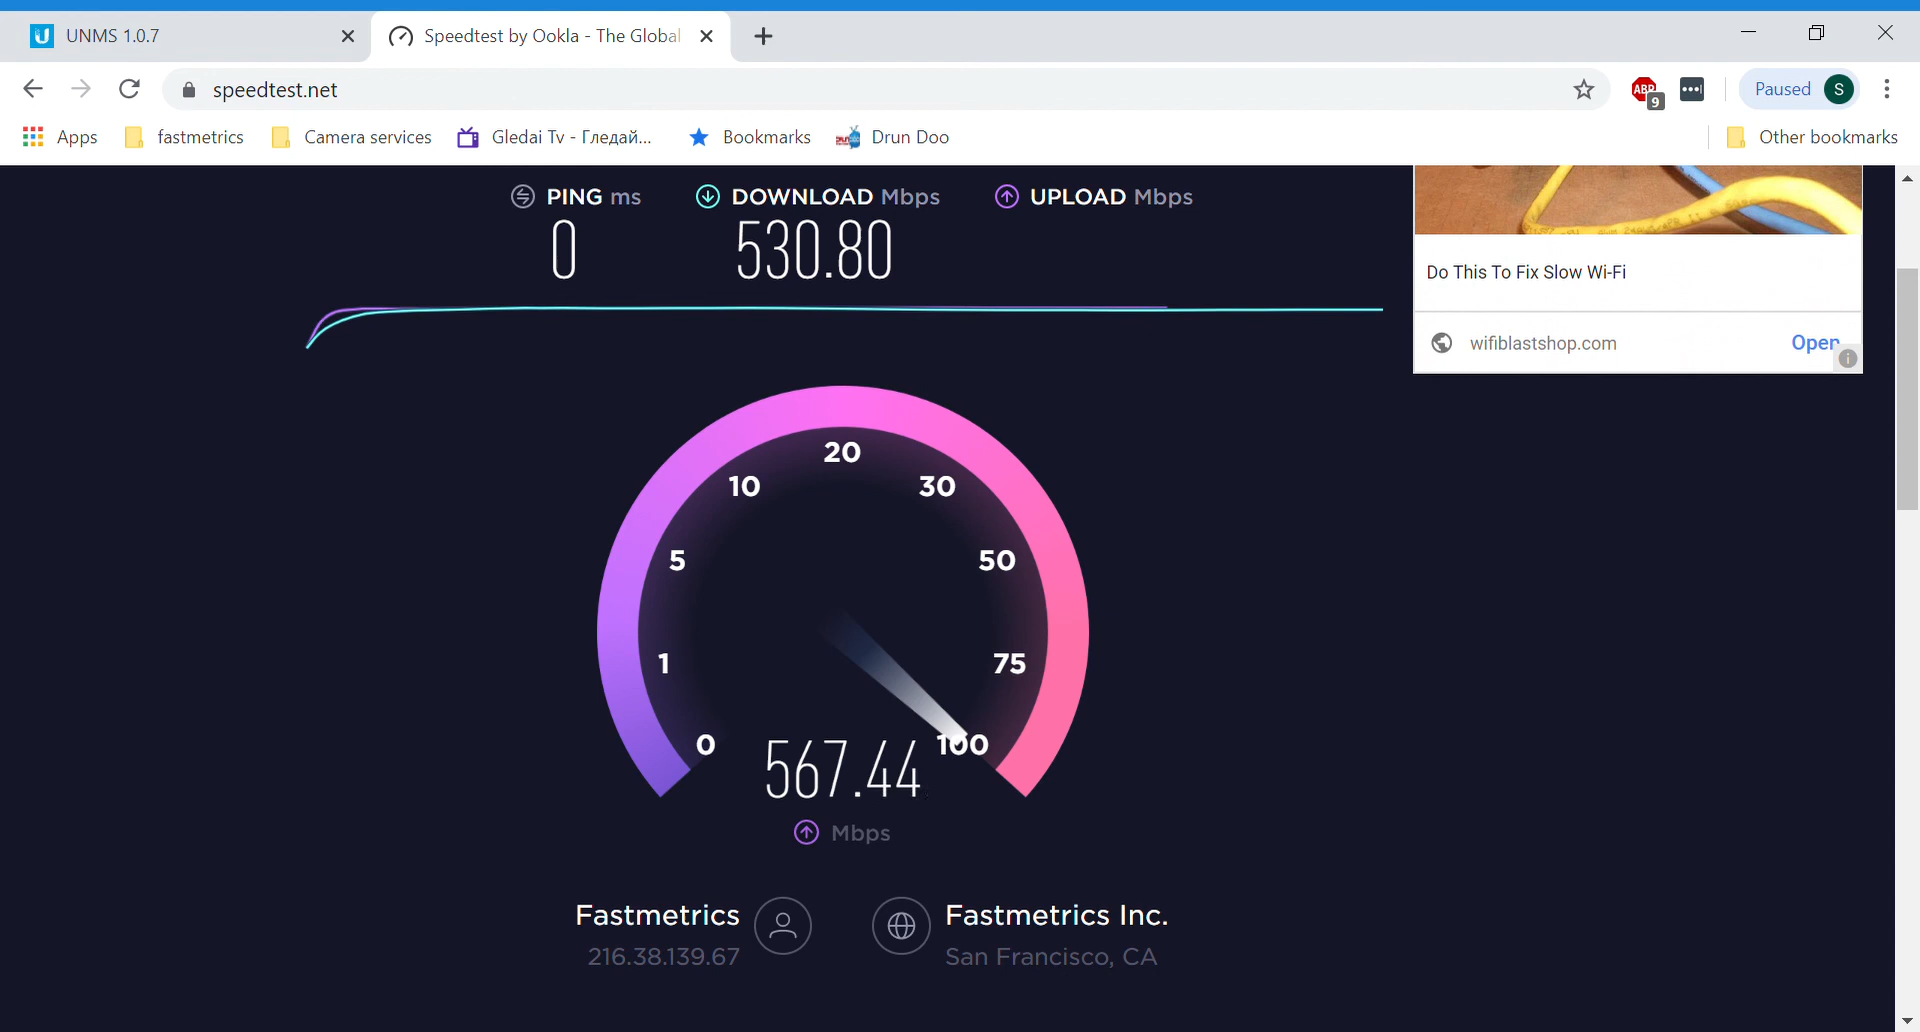 UNMS 1.0.7
Speedtest by Ookla - The Global
speedtest.net
ABP
9
Paused
S
Apps
fastmetrics
Camera services
Gledai Tv - Гледай...
Bookmarks
Drun Doo
Other bookmarks
PING ms
DOWNLOAD Mbps
UPLOAD Mbps
0
530.80
Do This To Fix Slow Wi-Fi
wifiblastshop.com
Open
20
10
30
5
50
1
75
0
100
567.44
Mbps
Fastmetrics
216.38.139.67
Fastmetrics Inc.
San Francisco, CA